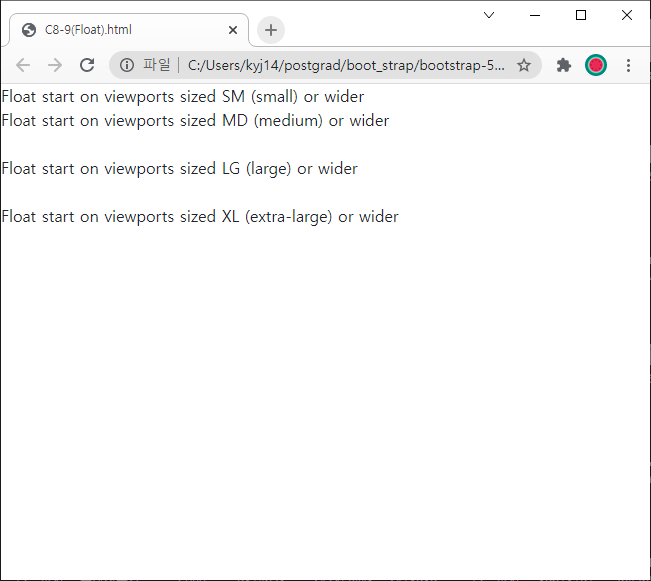 C8-9(Float).html
파일 | C:/Users/kyj14/postgrad/boot_strap/bootstrap-5...
Float start on viewports sized SM (small) or wider
Float start on viewports sized MD (medium) or wider
Float start on viewports sized LG (large) or wider
Float start on viewports sized XL (extra-large) or wider